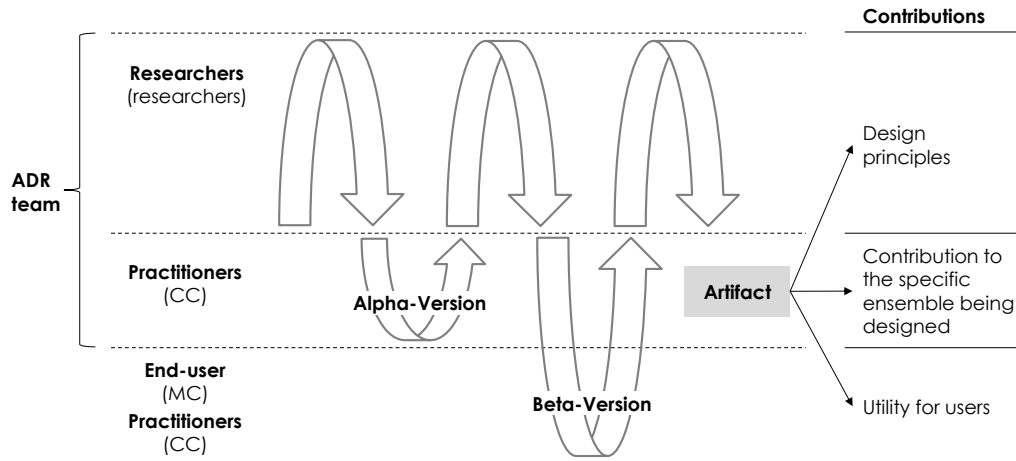 Contributions
Researchers
(researchers)
Design
principles
ADR
team
Practitioners
(CC)
Alpha-Version
Artifact
Contribution to
the specific
ensemble being
designed
End-user
(MC)
Practitioners
(CC)
Beta-Version
Utility for users